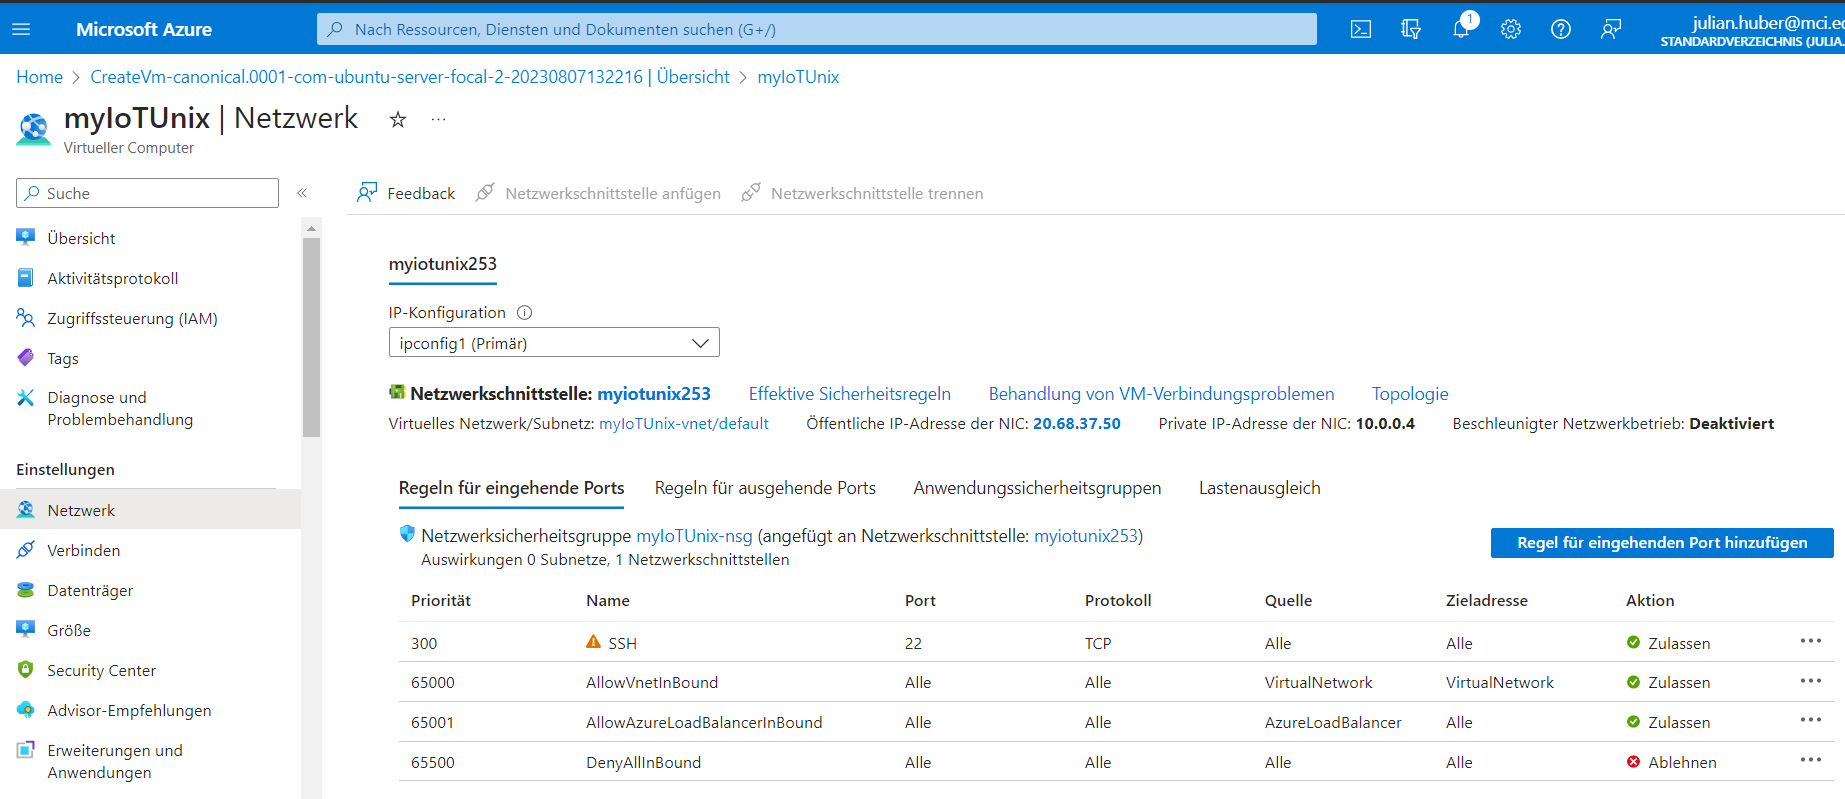 Microsoft Azure
Nach Ressourcen, Diensten und Dokumenten suchen (G+/)
1
julian.huber@mci.ec
STANDARDVERZEICHNIS (JULIA.
Home > CreateVm-canonical.0001-com-ubuntu-server-focal-2-20230807132216 | Übersicht > myIoTUnix
myIoTUnix | Netzwerk
Virtueller Computer
Suche
Feedback
Netzwerkschnittstelle anfügen
Netzwerkschnittstelle trennen
Übersicht
Aktivitätsprotokoll
Zugriffssteuerung (IAM)
Tags
Diagnose und
Problembehandlung
Einstellungen
Netzwerk
Verbinden
Datenträger
Größe
Security Center
Advisor-Empfehlungen
Erweiterungen und
Anwendungen
myiotunix253
IP-Konfiguration
ipconfig1 (Primär)
Netzwerkschnittstelle: myiotunix253 Effektive Sicherheitsregeln Behandlung von VM-Verbindungsproblemen Topologie
Virtuelles Netzwerk/Subnetz: myIoTUnix-vnet/default Öffentliche IP-Adresse der NIC: 20.68.37.50 Private IP-Adresse der NIC: 10.0.0.4 Beschleunigter Netzwerkbetrieb: Deaktiviert
Regeln für eingehende Ports Regeln für ausgehende Ports Anwendungssicherheitsgruppen Lastenausgleich
Netzwerksicherheitsgruppe myIoTUnix-nsg (angefügt an Netzwerkschnittstelle: myiotunix253)
Auswirkungen 0 Subnetze, 1 Netzwerkschnittstellen
Regel für eingehenden Port hinzufügen
Priorität Name Port Protokoll Quelle Zieladresse Aktion
300 SSH 22 TCP Alle Alle Zulassen
65000 AllowVnetInBound Alle Alle VirtualNetwork VirtualNetwork Zulassen
65001 AllowAzureLoadBalancerInBound Alle Alle AzureLoadBalancer Alle Zulassen
65500 DenyAllInBound Alle Alle Alle Alle Ablehnen